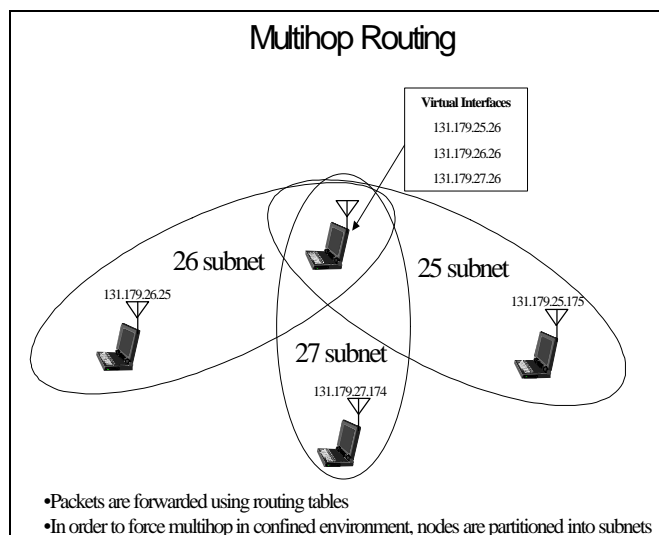 Multihop Routing
Virtual Interfaces
131.179.25.26
131.179.26.26
131.179.27.26
26 subnet
25 subnet
131.179.26.25
131.179.25.175
27 subnet
131.179.27.174
•Packets are forwarded using routing tables
•In order to force multihop in confined environment, nodes are partitioned into subnets